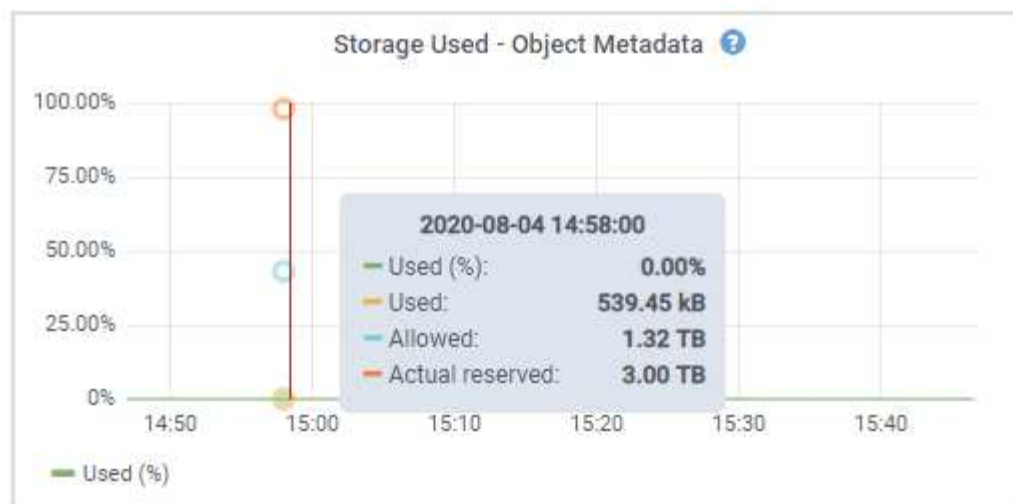 Storage Used - Object Metadata ?
100.00%
75.00%
50.00%
25.00%
0%
2020-08-04 14:58:00
Used (%): 0.00%
Used: 539.45 kB
Allowed: 1.32 TB
Actual reserved: 3.00 TB
14:50 15:00 15:10 15:20 15:30 15:40
Used (%)